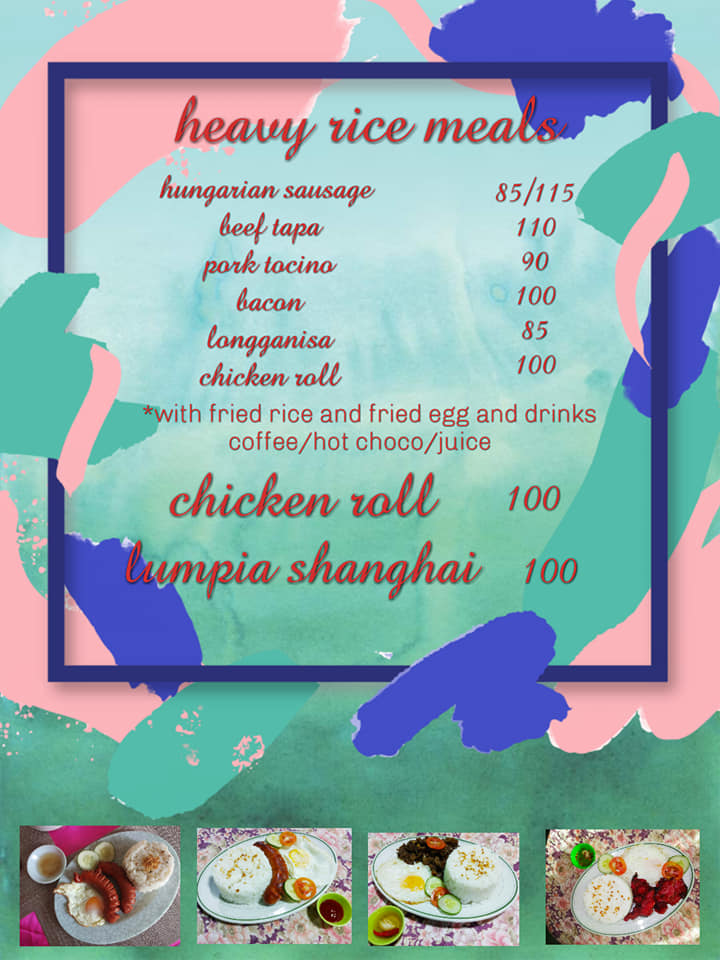 heavy rice meals
hungarian sausage 85/115
beef tapa 110
pork tocino 90
bacon 100
longganisa 85
chicken roll 100
*with fried rice and fried egg and drinks
coffee/hot choco/juice
chicken roll 100
lumpia shanghai 100